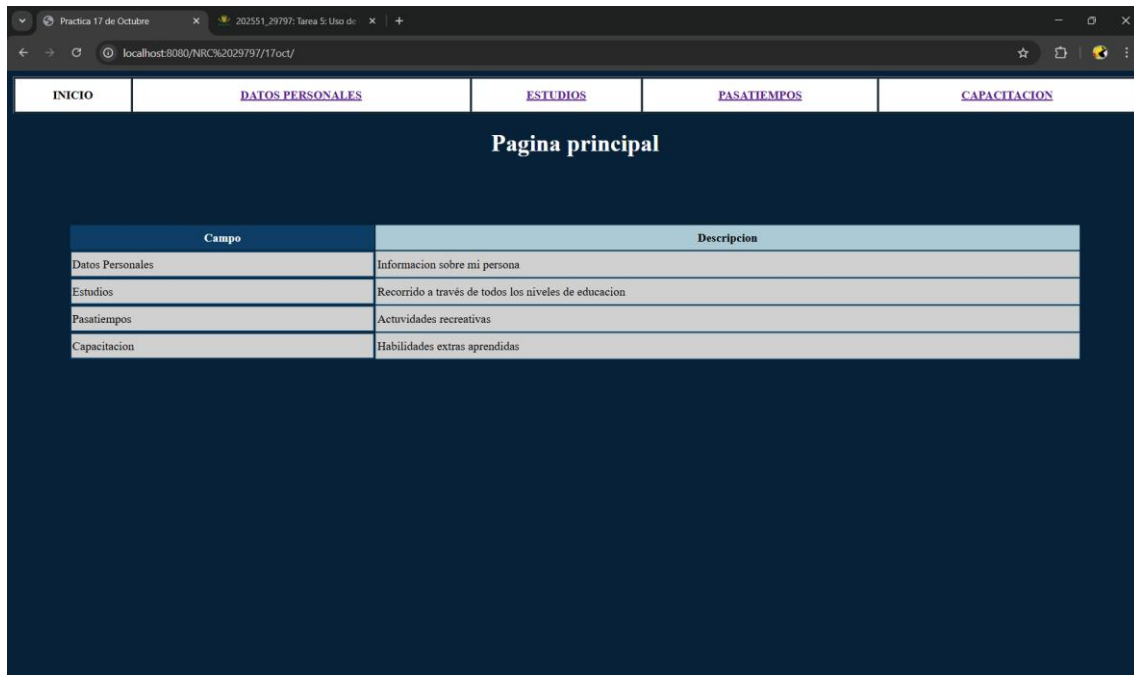 Practica 17 de Octubre
202551_29797: Tarea 5: Uso de
localhost:8080/NRC%2029797/17oct/
INICIO DATOS PERSONALES ESTUDIOS PASATIEMPOS CAPACITACION
Pagina principal
Campo Descripcion
Datos Personales Informacion sobre mi persona
Estudios Recorrido a través de todos los niveles de educacion
Pasatiempos Actuvidades recreativas
Capacitacion Habilidades extras aprendidas